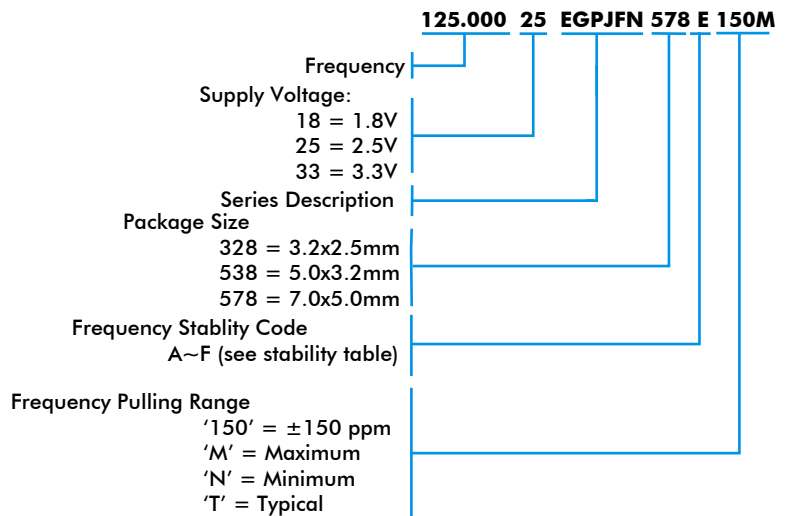 125.000 25 EGPJFN 578 E 150M
Frequency
Supply Voltage:
18 = 1.8V
25 = 2.5V
33 = 3.3V
Series Description
Package Size
328 = 3.2x2.5mm
538 = 5.0x3.2mm
578 = 7.0x5.0mm
Frequency Stablity Code
A~F (see stability table)
Frequency Pulling Range
‘150’ = ±150 ppm
‘M’ = Maximum
‘N’ = Minimum
‘T’ = Typical